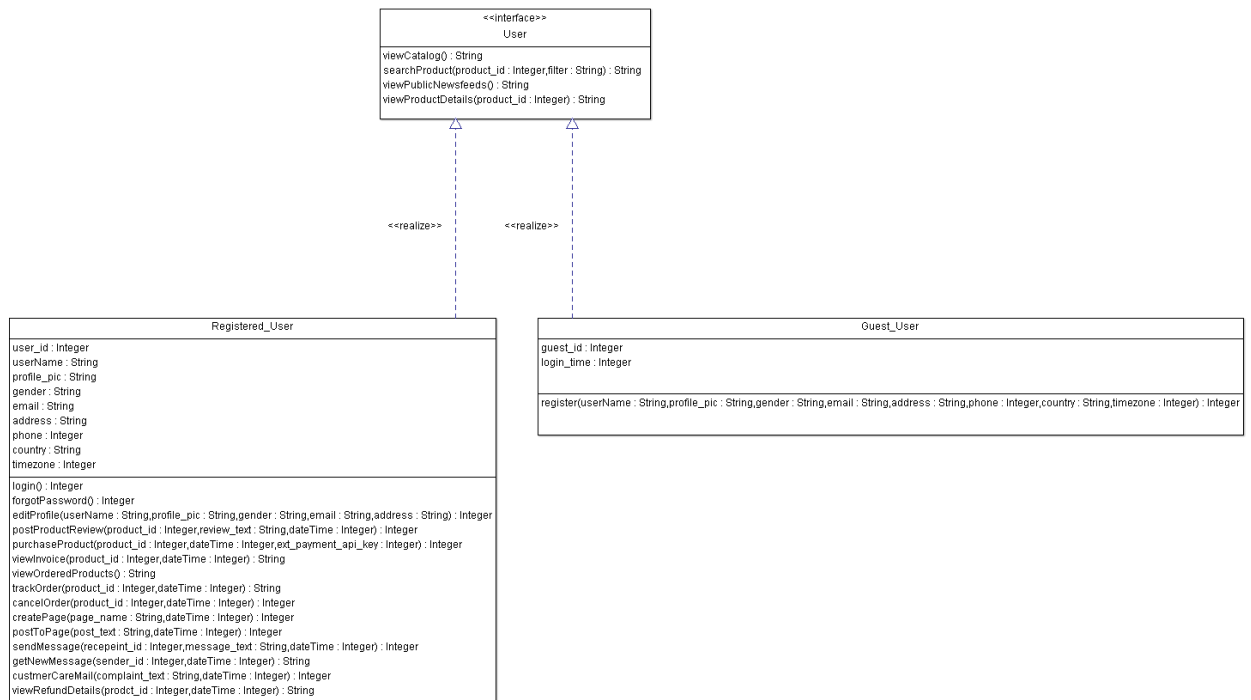 <<interface>>
User
viewCatalog() : String
searchProduct(product_id : Integer,filter : String) : String
viewPublicNewsfeeds() : String
viewProductDetails(product_id : Integer) : String
<<realize>>
<<realize>>
Registered_User
user_id : Integer
userName : String
profile_pic : String
gender : String
email : String
address : String
phone : Integer
country : String
timezone : Integer
login() : Integer
forgotPassword() : Integer
editProfile(userName : String,profile_pic : String,gender : String,email : String,address : String) : Integer
postProductReview(product_id : Integer,review_text : String,dateTime : Integer) : Integer
purchaseProduct(product_id : Integer,dateTime : Integer,ext_payment_api_key : Integer) : Integer
viewInvoice(product_id : Integer,dateTime : Integer) : String
viewOrderedProducts() : String
trackOrder(product_id : Integer,dateTime : Integer) : String
cancelOrder(product_id : Integer,dateTime : Integer) : Integer
createPage(page_name : String,dateTime : Integer) : Integer
postToPage(post_text : String,dateTime : Integer) : Integer
sendMessage(recepeint_id : Integer,message_text : String,dateTime : Integer) : Integer
getNewMessage(sender_id : Integer,dateTime : Integer) : String
custmerCareMail(complaint_text : String,dateTime : Integer) : Integer
viewRefundDetails(prodct_id : Integer,dateTime : Integer) : String
Guest_User
guest_id : Integer
login_time : Integer
register(userName : String,profile_pic : String,gender : String,email : String,address : String,phone : Integer,country : String,timezone : Integer) : Integer